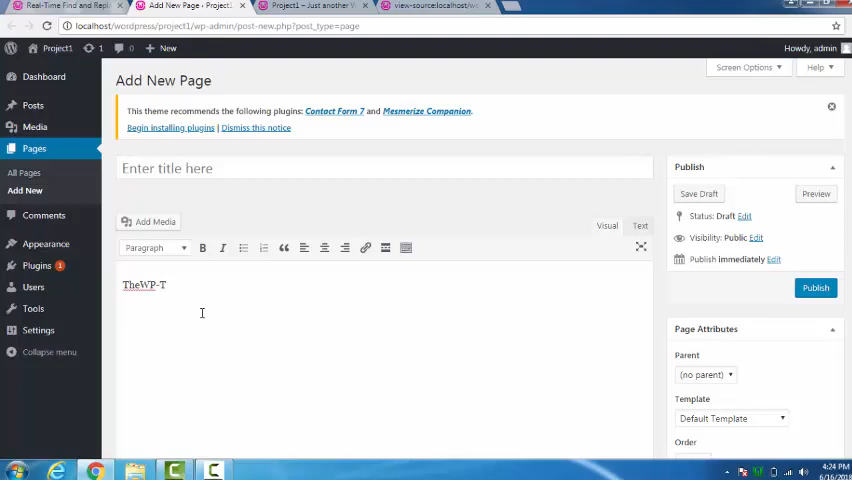 Real-Time Find and Repla
Add New Page ‹ Project1
Project1 – Just another W
view-source:localhost/wo
localhost/wordpress/project1/wp-admin/post-new.php?post_type=page
Project1 1 0 New Howdy, admin
Dashboard
Posts
Media
Pages
All Pages
Add New
Comments
Appearance
Plugins 1
Users
Tools
Settings
Collapse menu
Screen Options Help
Add New Page
This theme recommends the following plugins: Contact Form 7 and Mesmerize Companion.
Begin installing plugins | Dismiss this notice
Enter title here
Add Media
Visual Text
Paragraph B I
TheWP-T
Publish
Save Draft Preview
Status: Draft Edit
Visibility: Public Edit
Publish immediately Edit
Publish
Page Attributes
Parent
(no parent)
Template
Default Template
Order
4:24 PM
6/16/2018